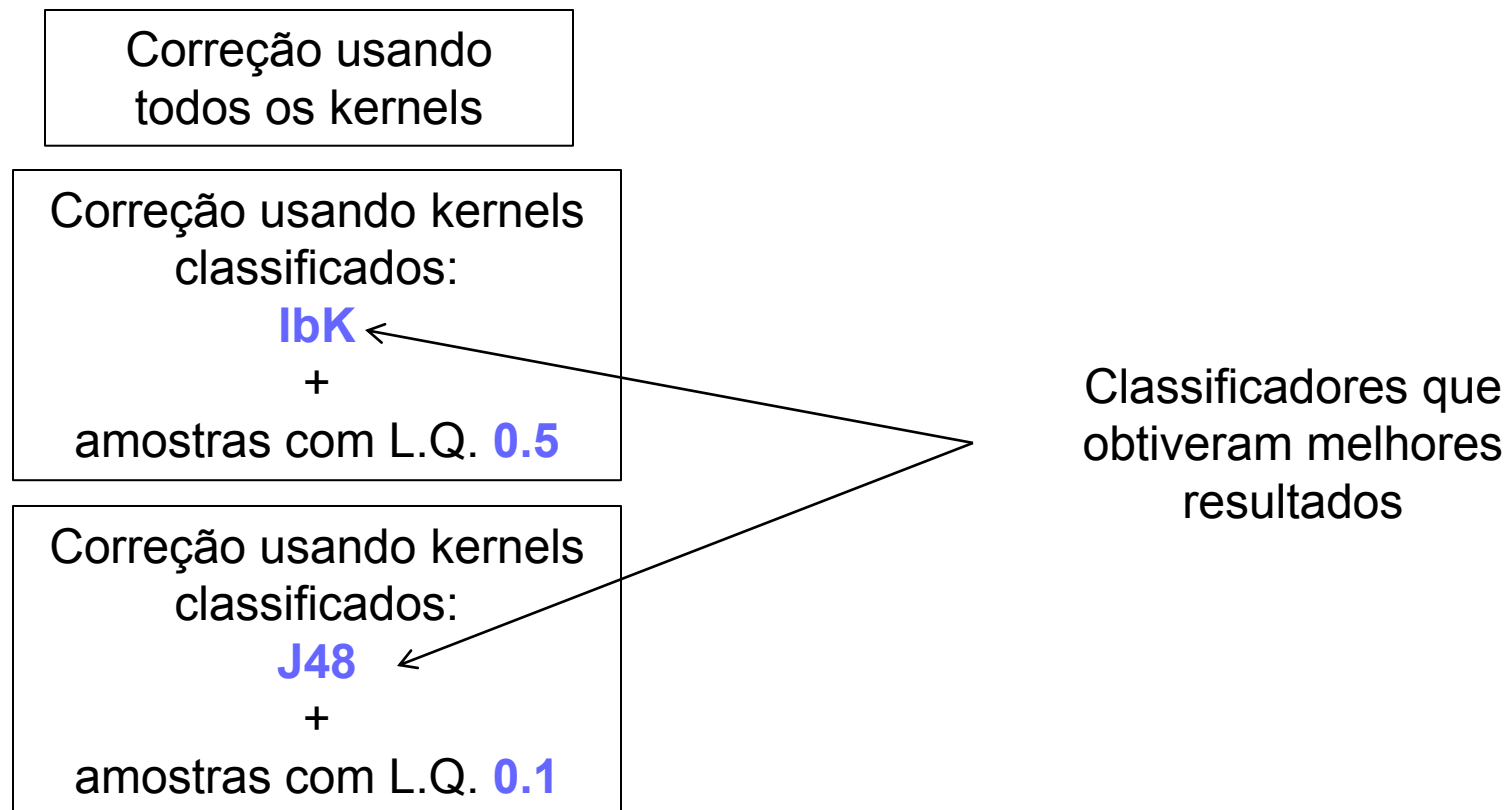 Correção usando
todos os kernels
Correção usando kernels
classificados:
IbK
+
amostras com L.Q. 0.5
Correção usando kernels
classificados:
J48
+
amostras com L.Q. 0.1
Classificadores que
obtiveram melhores
resultados